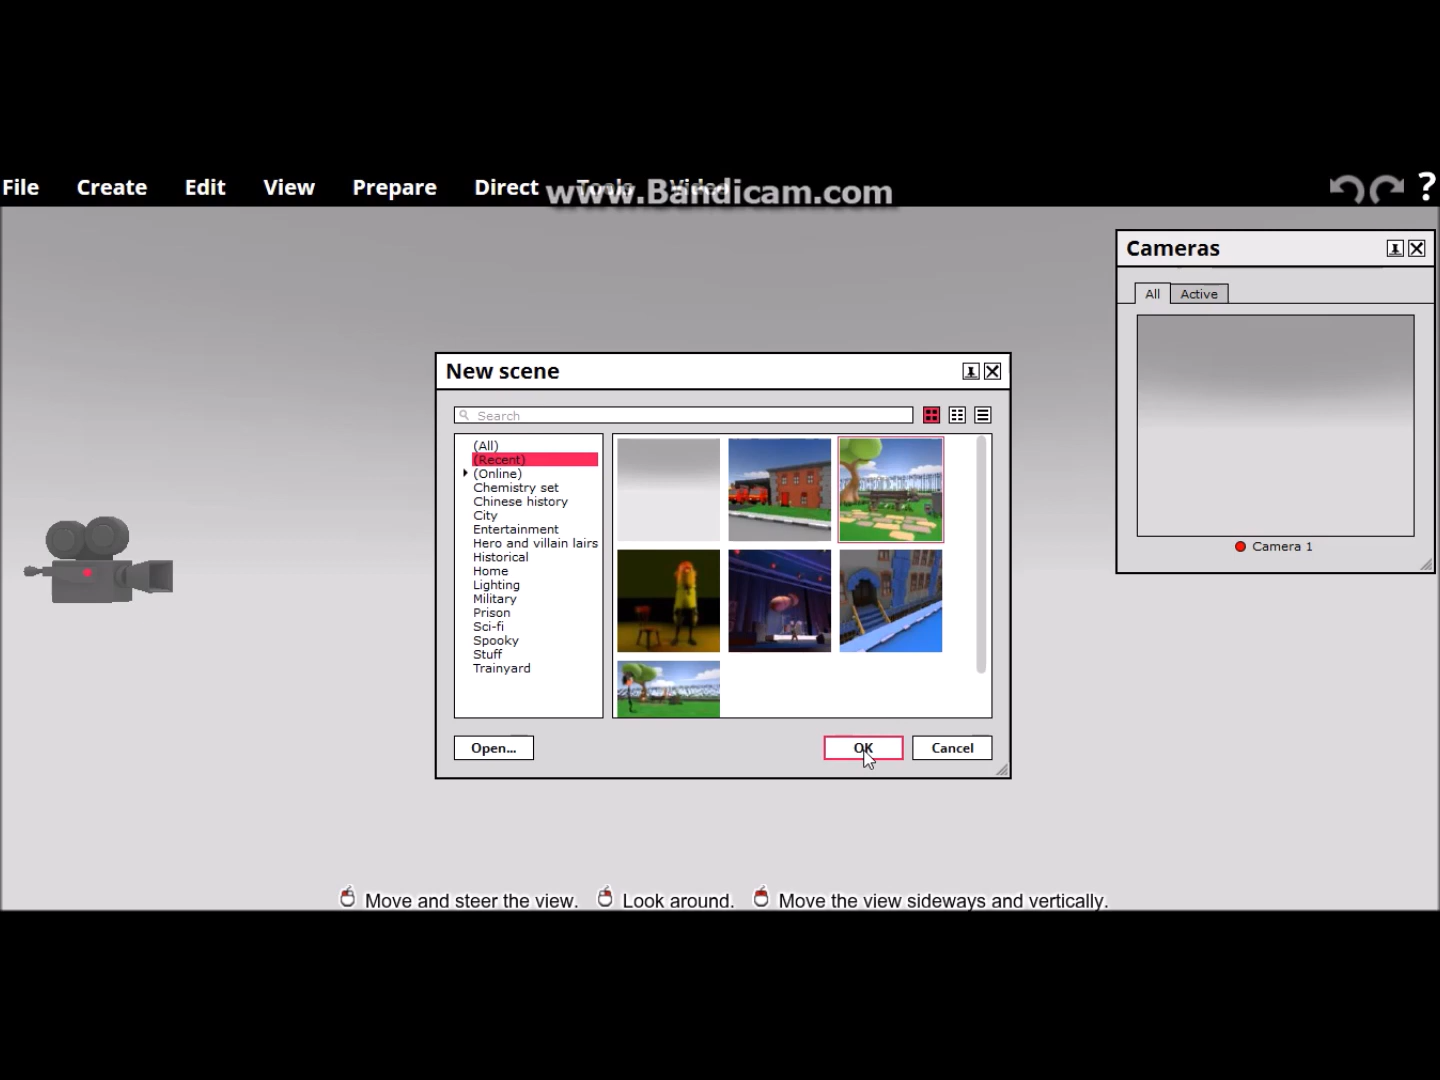 File Create Edit View Prepare Direct Tools Video ?
www.Bandicam.com
Cameras
All Active
Camera 1
New scene
Search
(All)
(Recent)
(Online)
Chemistry set
Chinese history
City
Entertainment
Hero and villain lairs
Historical
Home
Lighting
Military
Prison
Sci-fi
Spooky
Stuff
Trainyard
Open... OK Cancel
Move and steer the view. Look around. Move the view sideways and vertically.